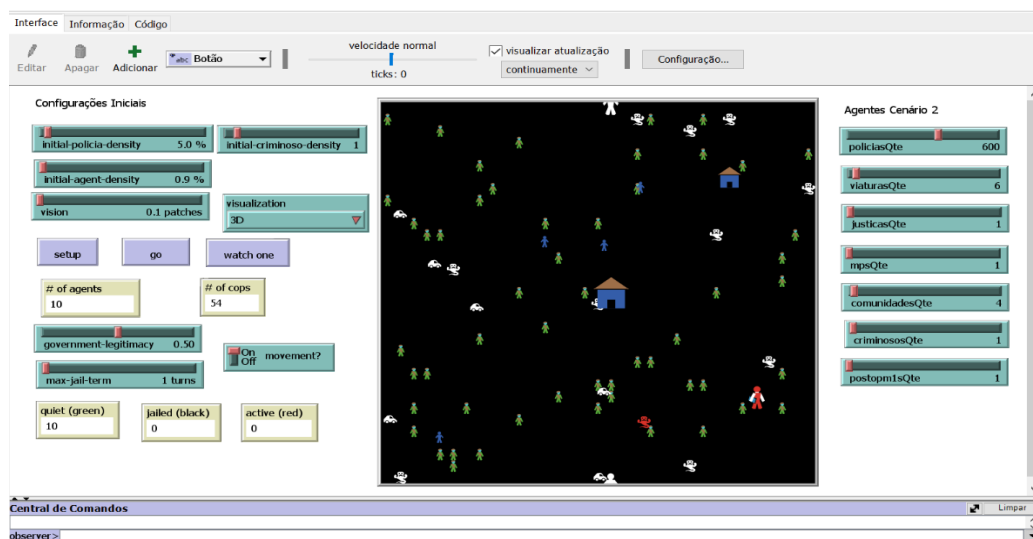 Interface Informação Código
Editar Apagar Adicionar abc Botão
velocidade normal
ticks: 0
visualizar atualização
continuamente
Configuração...
Configurações Iniciais
initial-policia-density 5.0 %
initial-criminoso-density 1
initial-agent-density 0.9 %
vision 0.1 patches
visualization
3D
setup
go
watch one
# of agents
10
# of cops
54
government-legitimacy 0.50
On
Off
movement?
max-jail-term 1 turns
quiet (green)
10
jailed (black)
0
active (red)
0
Agentes Cenário 2
policiasQte 600
viaturasQte 6
justicasQte 1
mpsQte 1
comunidadesQte 4
criminososQte 1
postopm1sQte 1
Central de Comandos
Limpar
observer>